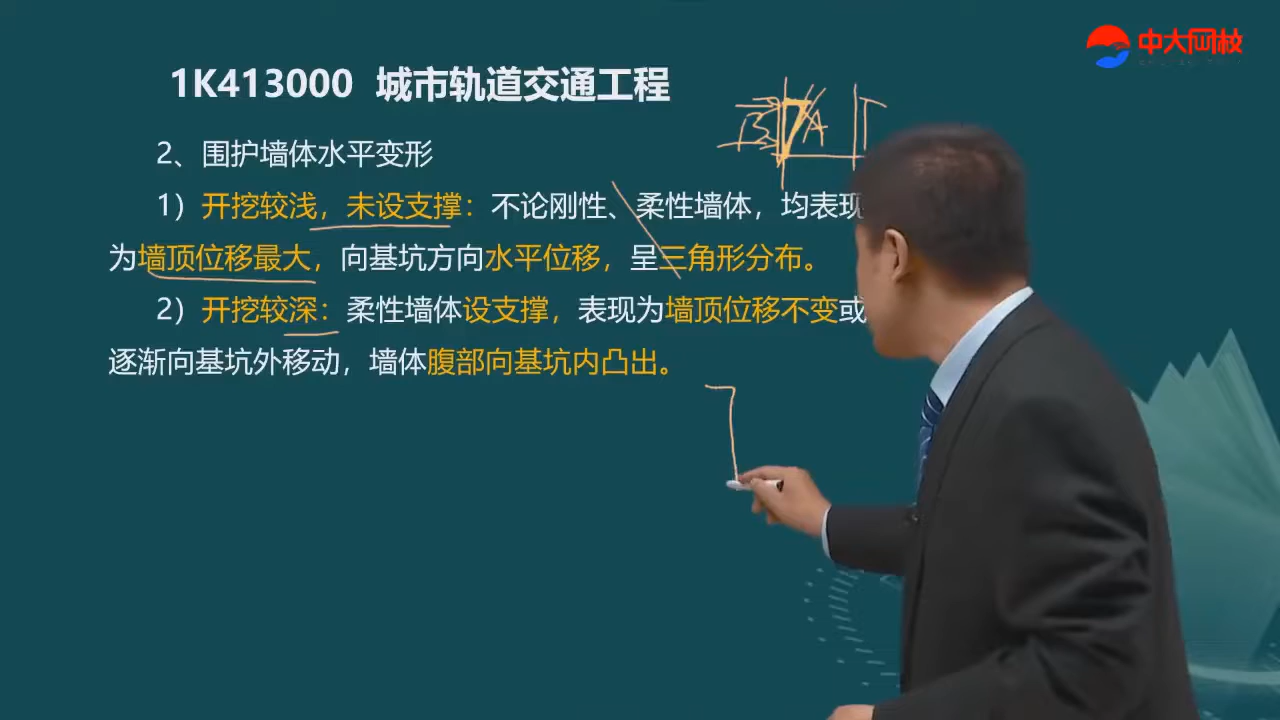 中大网校
1K413000 城市轨道交通工程
2、围护墙体水平变形
B A
1）开挖较浅，未设支撑：不论刚性、柔性墙体，均表现
为墙顶位移最大，向基坑方向水平位移，呈三角形分布。
2）开挖较深：柔性墙体设支撑，表现为墙顶位移不变或
逐渐向基坑外移动，墙体腹部向基坑内凸出。